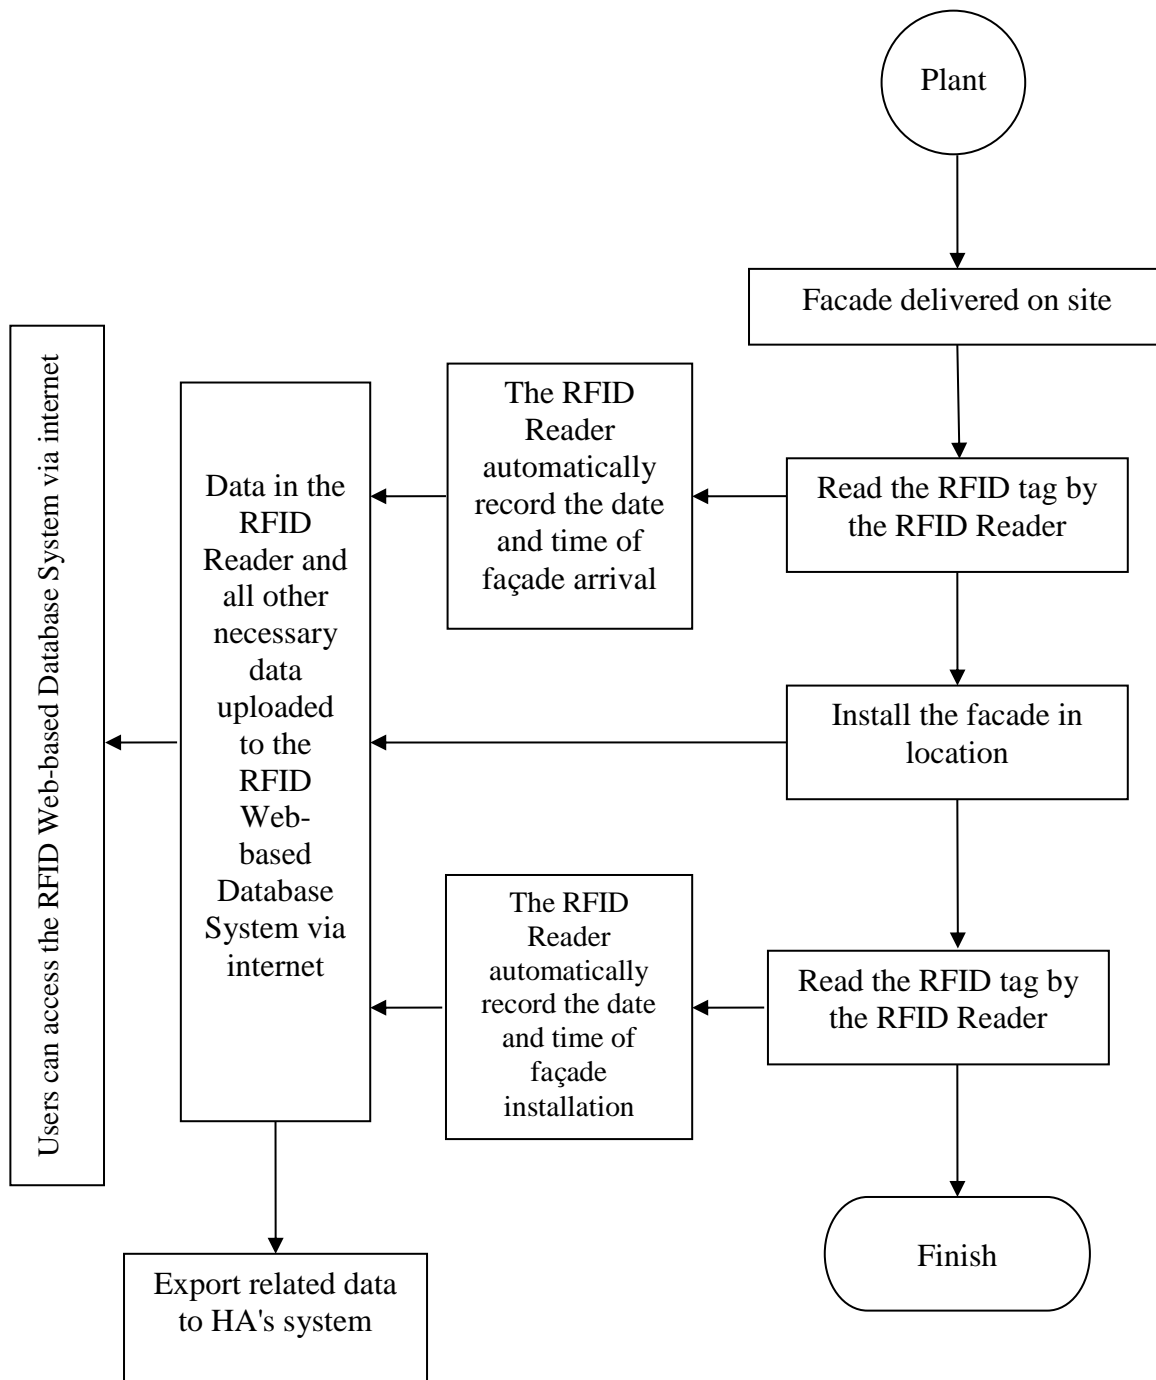 Plant
Facade delivered on site
Users can access the RFID Web-based Database System via internet
Data in the
RFID
Reader and
all other
necessary
data
uploaded
to the
RFID
Web-
based
Database
System via
internet
The RFID
Reader
automatically
record the date
and time of
façade arrival
Read the RFID tag by
the RFID Reader
Install the facade in
location
The RFID
Reader
automatically
record the date
and time of
façade
installation
Read the RFID tag by
the RFID Reader
Export related data
to HA's system
Finish